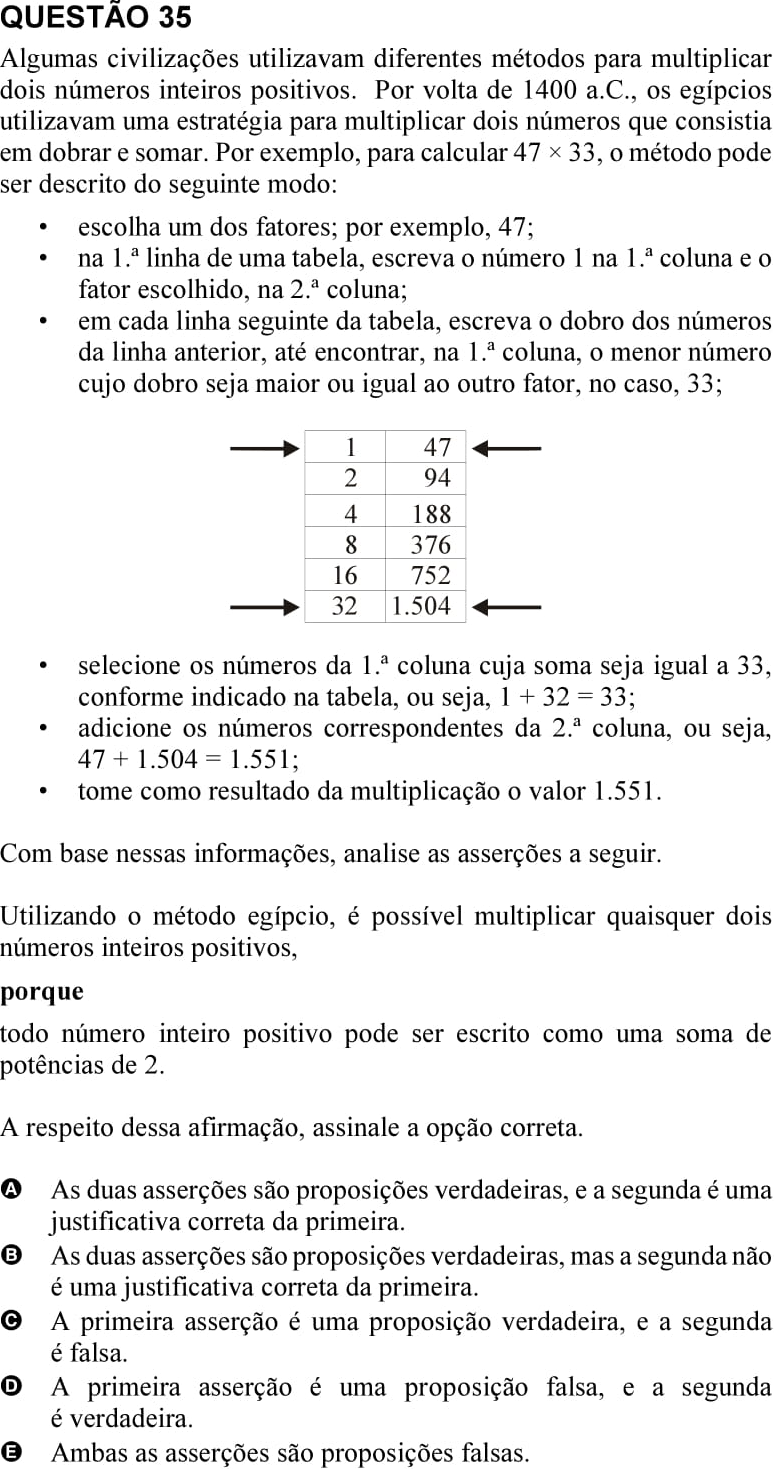 QUESTÃO 35
Algumas civilizações utilizavam diferentes métodos para multiplicar
dois números inteiros positivos. Por volta de 1400 a.C., os egípcios
utilizavam uma estratégia para multiplicar dois números que consistia
em dobrar e somar. Por exemplo, para calcular 47 × 33, o método pode
ser descrito do seguinte modo:
• escolha um dos fatores; por exemplo, 47;
• na 1.ª linha de uma tabela, escreva o número 1 na 1.ª coluna e o
fator escolhido, na 2.ª coluna;
• em cada linha seguinte da tabela, escreva o dobro dos números
da linha anterior, até encontrar, na 1.ª coluna, o menor número
cujo dobro seja maior ou igual ao outro fator, no caso, 33;
1 47
2 94
4 188
8 376
16 752
32 1.504
• selecione os números da 1.ª coluna cuja soma seja igual a 33,
conforme indicado na tabela, ou seja, 1 + 32 = 33;
• adicione os números correspondentes da 2.ª coluna, ou seja,
47 + 1.504 = 1.551;
• tome como resultado da multiplicação o valor 1.551.
Com base nessas informações, analise as asserções a seguir.
Utilizando o método egípcio, é possível multiplicar quaisquer dois
números inteiros positivos,
porque
todo número inteiro positivo pode ser escrito como uma soma de
potências de 2.
A respeito dessa afirmação, assinale a opção correta.
A As duas asserções são proposições verdadeiras, e a segunda é uma
justificativa correta da primeira.
B As duas asserções são proposições verdadeiras, mas a segunda não
é uma justificativa correta da primeira.
C A primeira asserção é uma proposição verdadeira, e a segunda
é falsa.
D A primeira asserção é uma proposição falsa, e a segunda
é verdadeira.
E Ambas as asserções são proposições falsas.